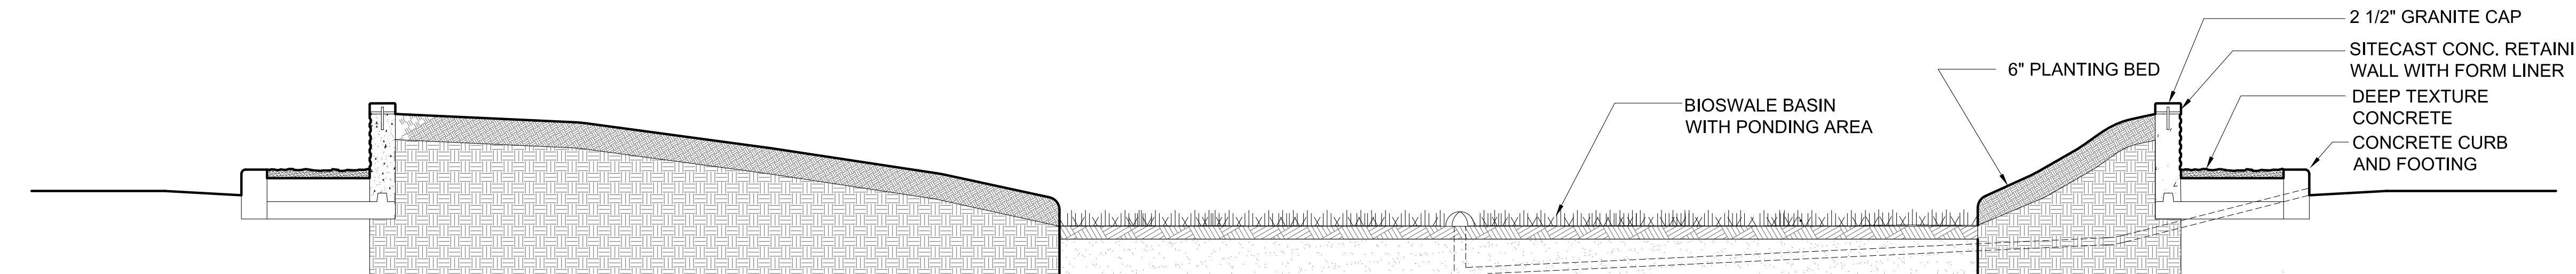 2 1/2" GRANITE CAP
SITECAST CONC. RETAINI
WALL WITH FORM LINER
6" PLANTING BED
DEEP TEXTURE
CONCRETE
BIOSWALE BASIN
WITH PONDING AREA
CONCRETE CURB
AND FOOTING